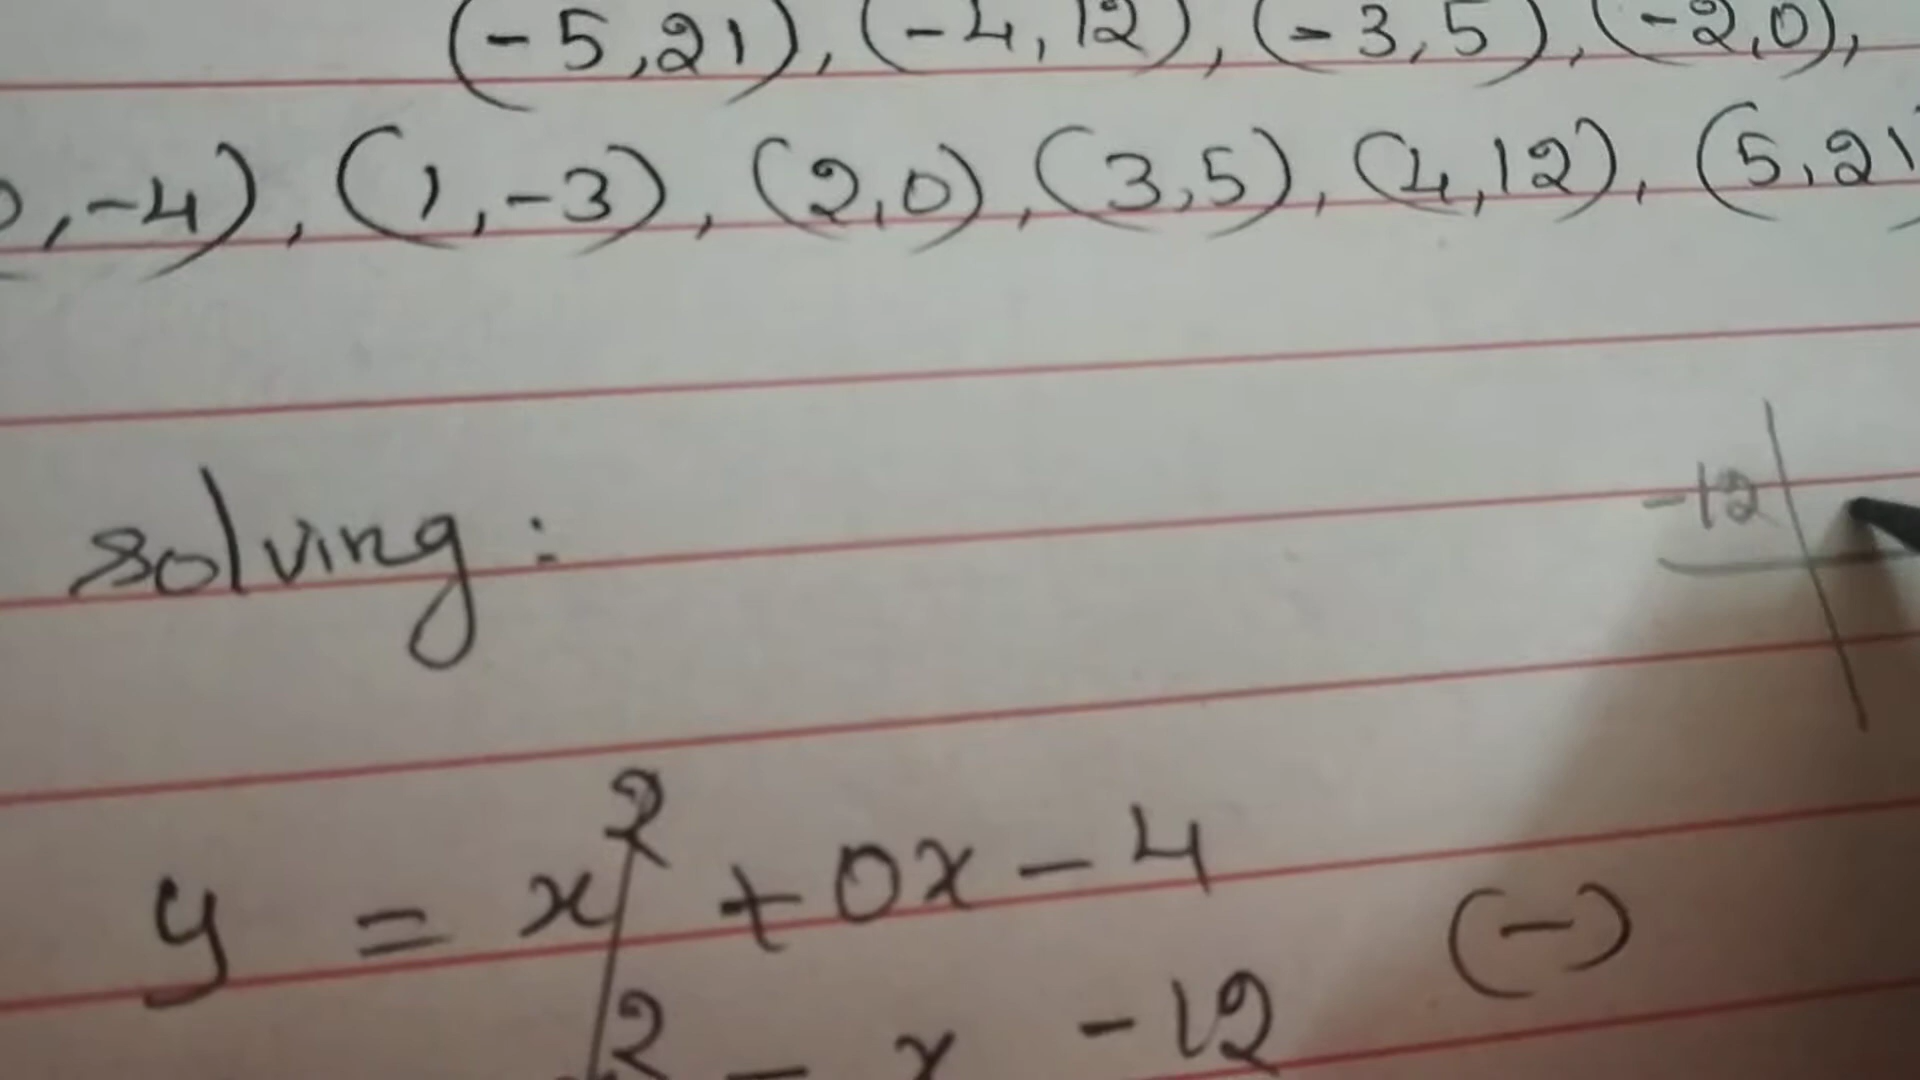 (-5,21), (-4,12), (-3,5), (-2,0),
,-4), (1,-3), (2,0), (3,5), (4,12), (5,21)
solving:
-12
y = x² + 0x - 4
(-)
² - x - 12